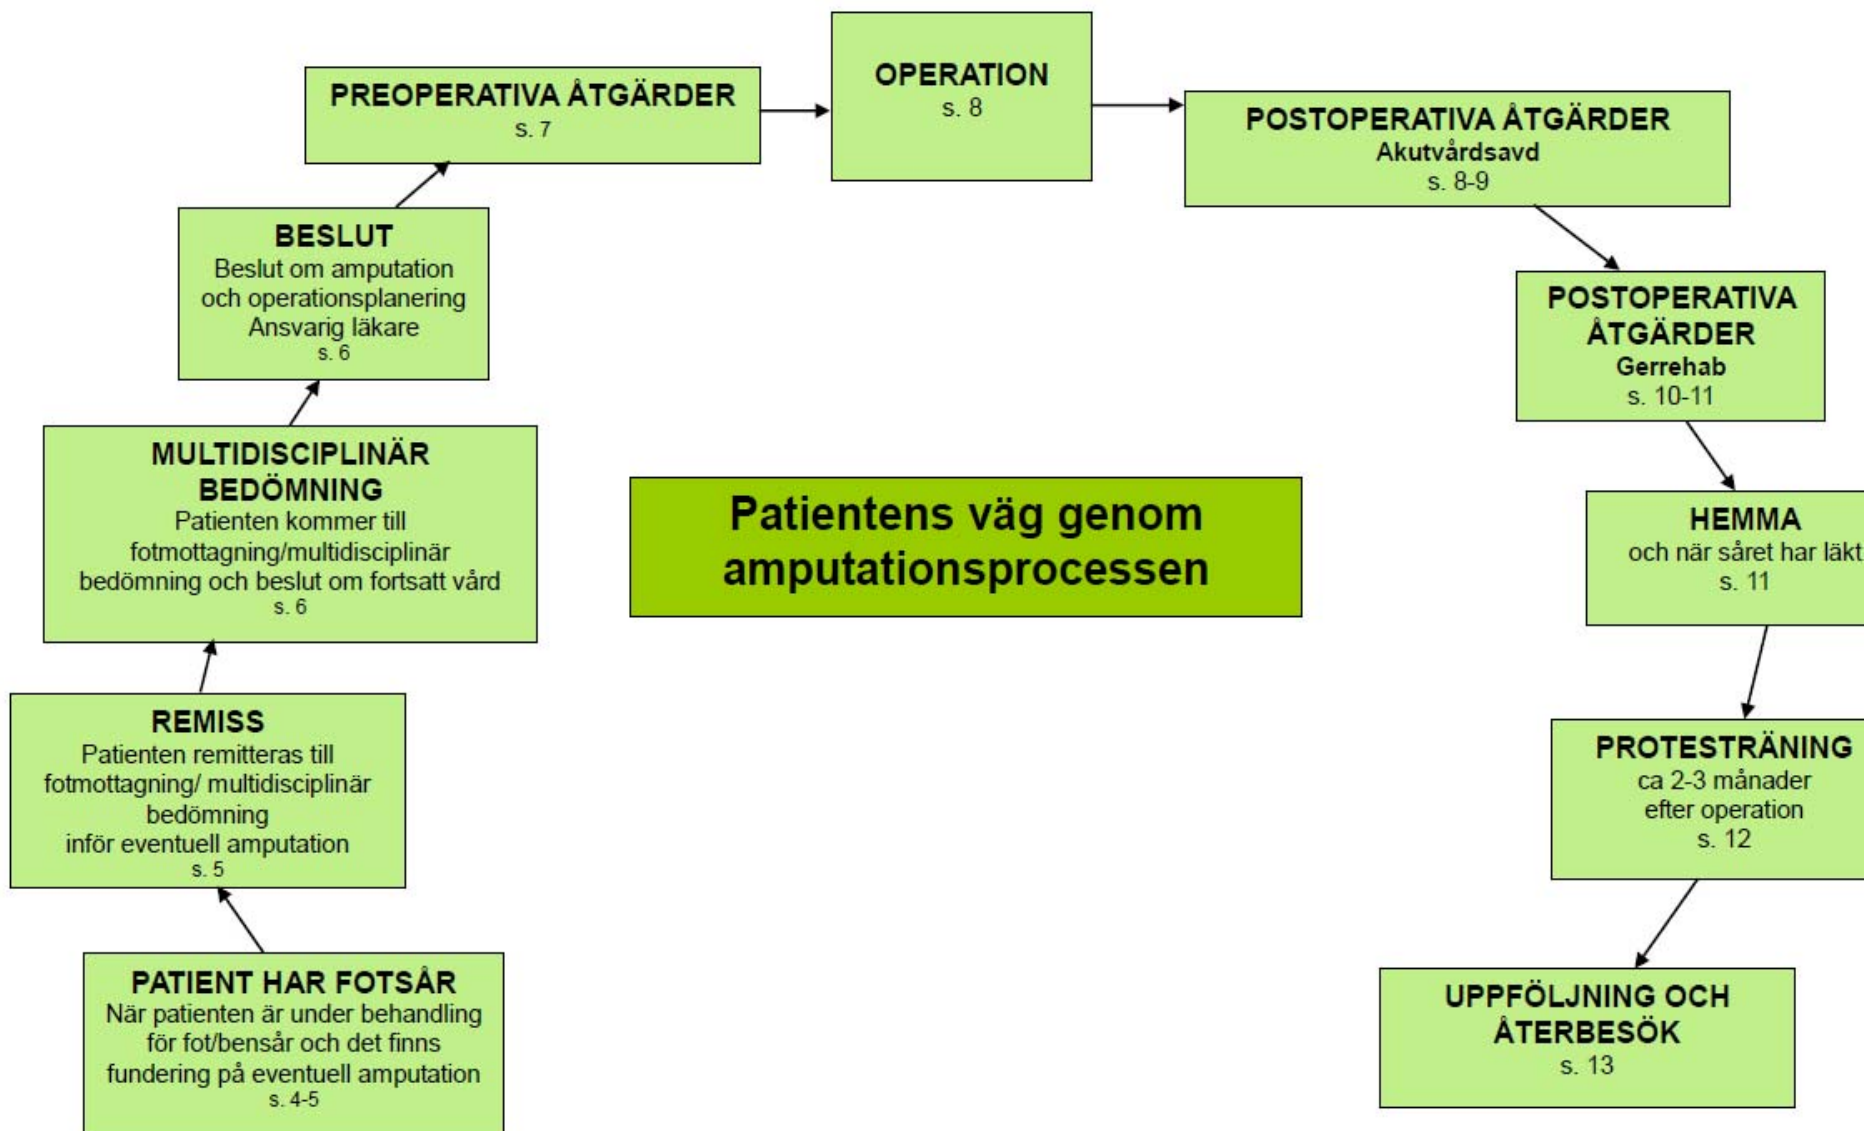 Patientens väg genom
amputationsprocessen
PATIENT HAR FOTSÅR
När patienten är under behandling
för fot/bensår och det finns
fundering på eventuell amputation
s. 4-5
REMISS
Patienten remitteras till
fotmottagning/ multidisciplinär
bedömning
inför eventuell amputation
s. 5
MULTIDISCIPLINÄR
BEDÖMNING
Patienten kommer till
fotmottagning/multidisciplinär
bedömning och beslut om fortsatt vård
s. 6
BESLUT
Beslut om amputation
och operationsplanering
Ansvarig läkare
s. 6
PREOPERATIVA ÅTGÄRDER
s. 7
OPERATION
s. 8
POSTOPERATIVA ÅTGÄRDER
Akutvårdsavd
s. 8-9
POSTOPERATIVA
ÅTGÄRDER
Gerrehab
s. 10-11
HEMMA
och när såret har läkt
s. 11
PROTESTRÄNING
ca 2-3 månader
efter operation
s. 12
UPPFÖLJNING OCH
ÅTERBESÖK
s. 13